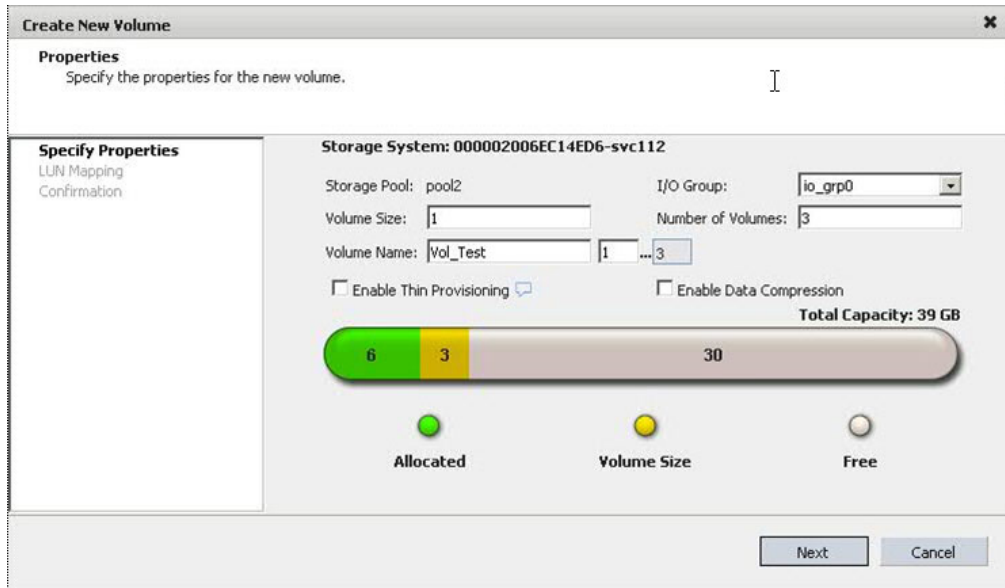 Create New Volume
Properties
Specify the properties for the new volume.
Specify Properties
LUN Mapping
Confirmation
Storage System: 000002006EC14ED6-svc112
Storage Pool: pool2
I/O Group: io_grp0
Volume Size: 1
Number of Volumes: 3
Volume Name: Vol_Test 1 ... 3
Enable Thin Provisioning
Enable Data Compression
Total Capacity: 39 GB
6 3 30
Allocated Volume Size Free
Next Cancel